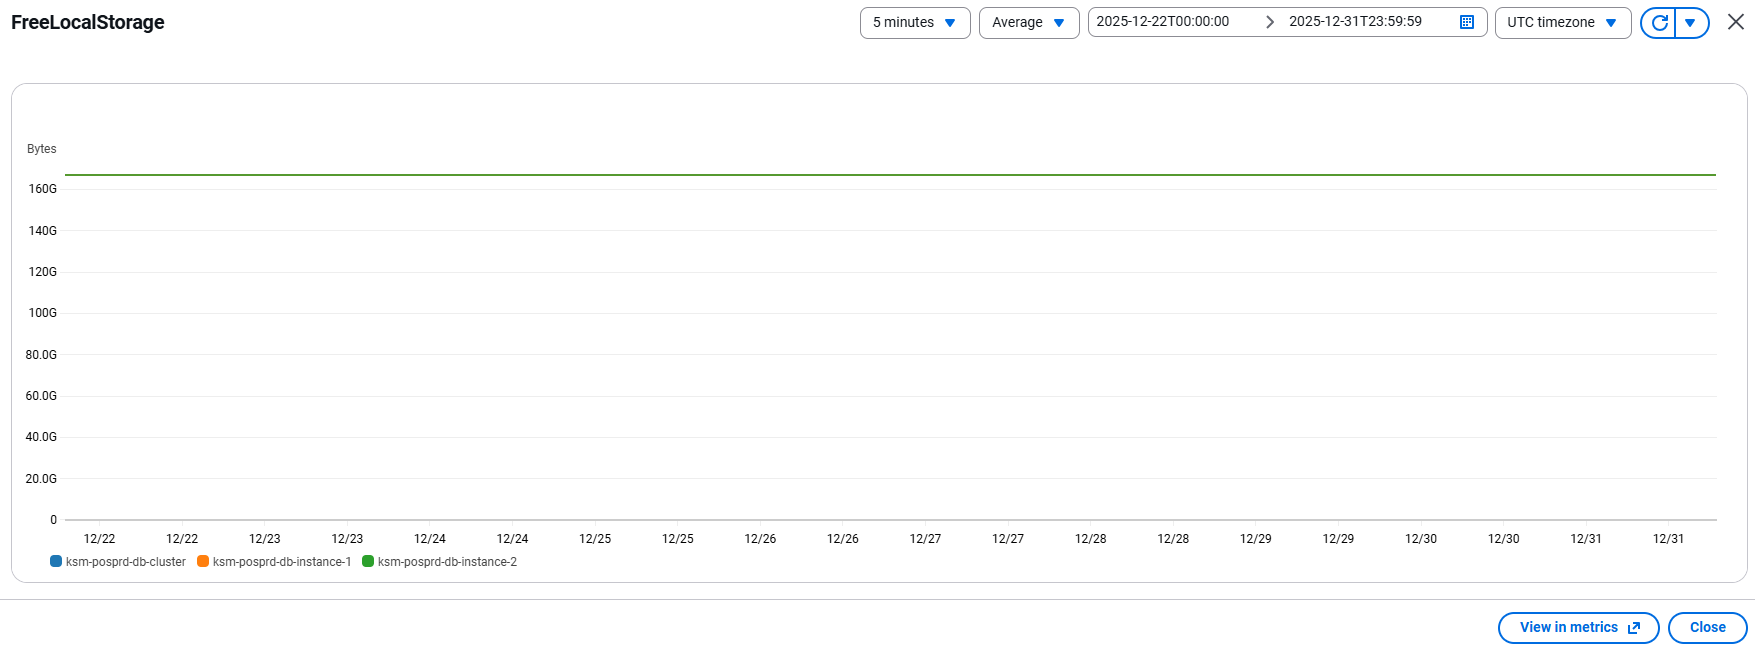 FreeLocalStorage
5 minutes
Average
2025-12-22T00:00:00
2025-12-31T23:59:59
UTC timezone
Bytes
160G
140G
120G
100G
80.0G
60.0G
40.0G
20.0G
0
12/22 12/22 12/23 12/23 12/24 12/24 12/25 12/25 12/26 12/26 12/27 12/27 12/28 12/28 12/29 12/29 12/30 12/30 12/31 12/31
ksm-posprd-db-cluster ksm-posprd-db-instance-1 ksm-posprd-db-instance-2
View in metrics
Close